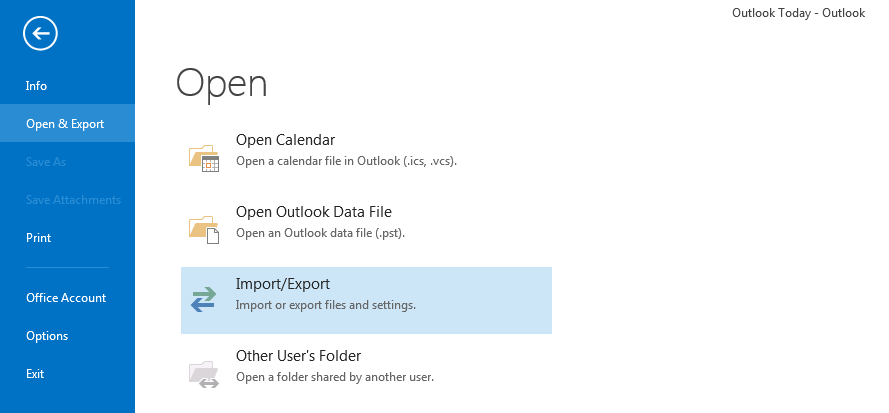 Outlook Today - Outlook
Info
Open & Export
Save As
Save Attachments
Print
Office Account
Options
Exit
Open
Open Calendar
Open a calendar file in Outlook (.ics, .vcs).
Open Outlook Data File
Open an Outlook data file (.pst).
Import/Export
Import or export files and settings.
Other User's Folder
Open a folder shared by another user.